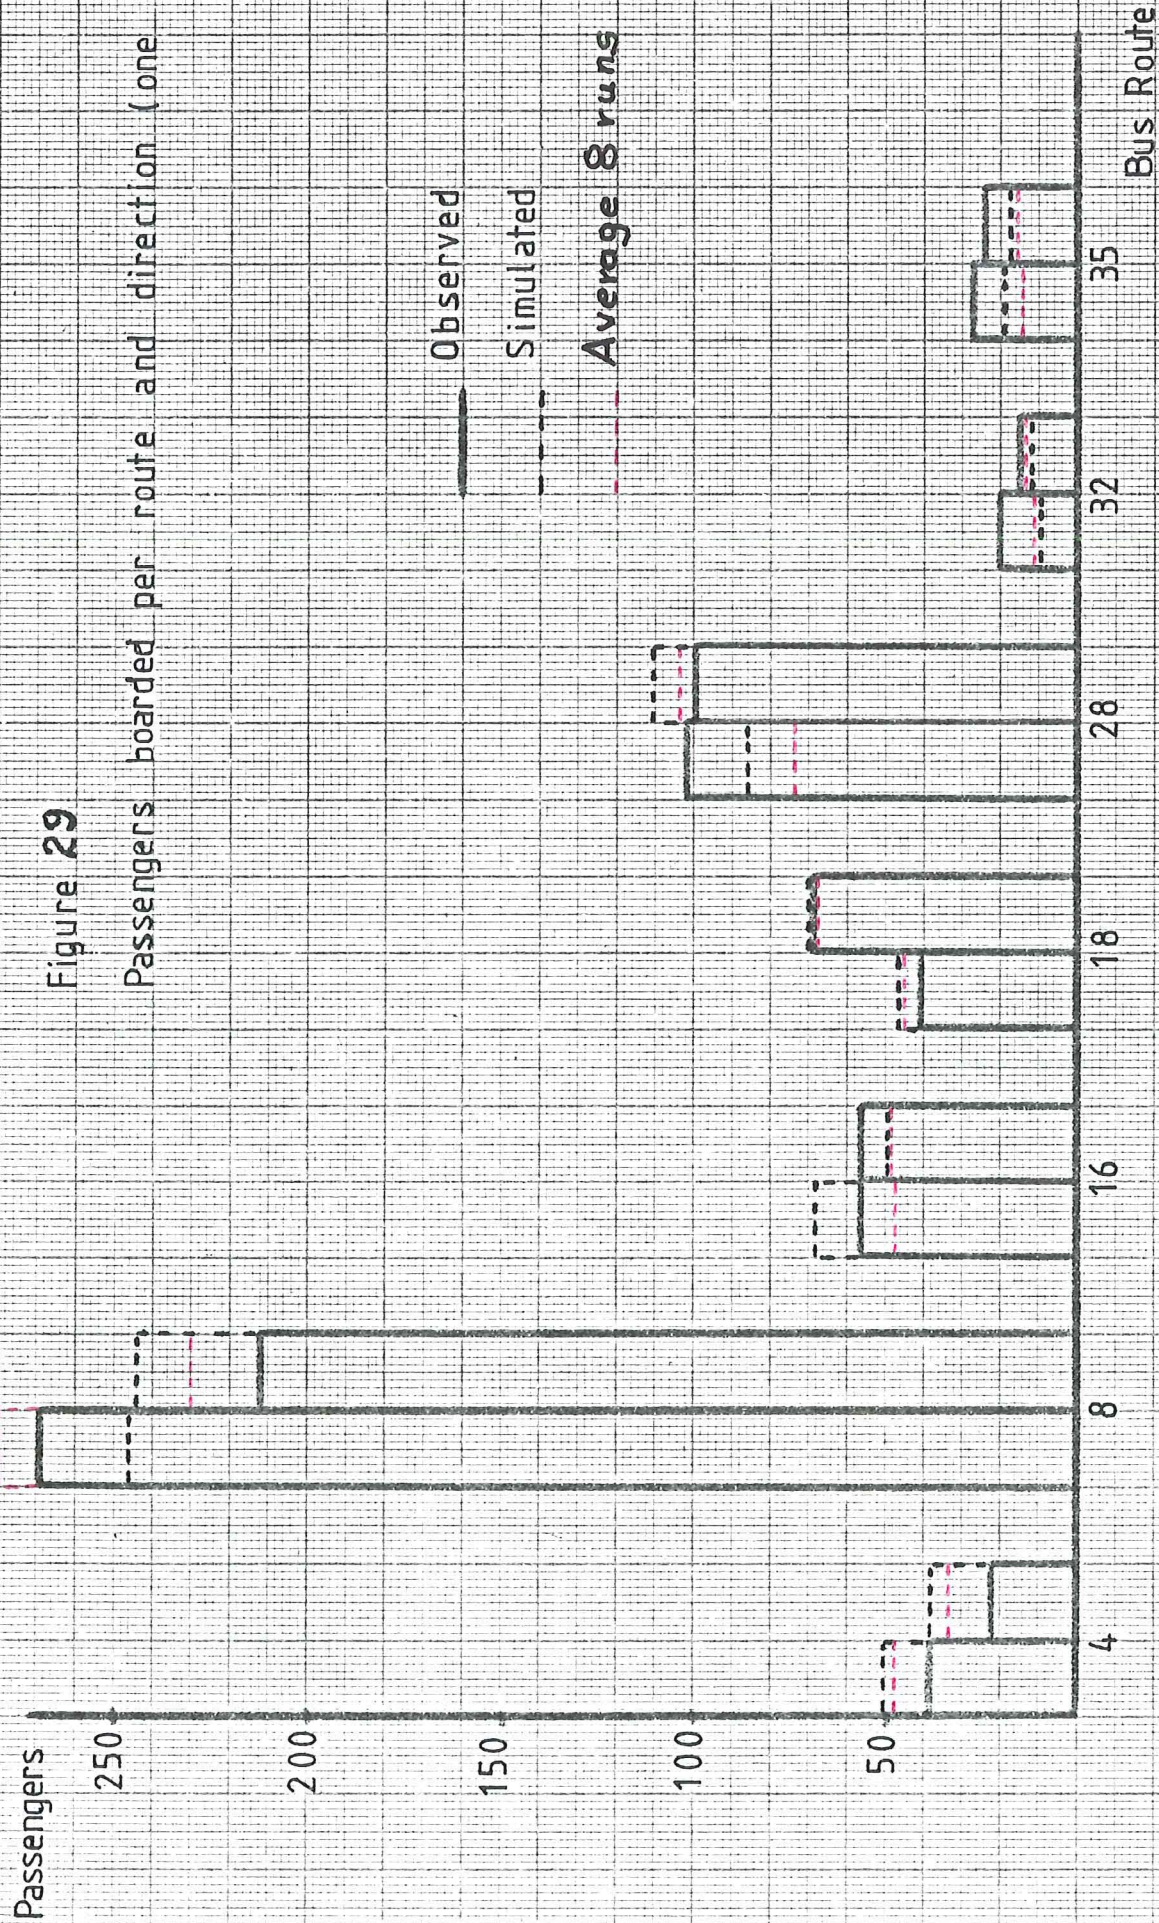 Figure 29
Passengers boarded per route and direction (one
Passengers
250
200
150
100
50
Observed
Simulated
Average 8 runs
4
8
16
18
28
32
35
Bus Route